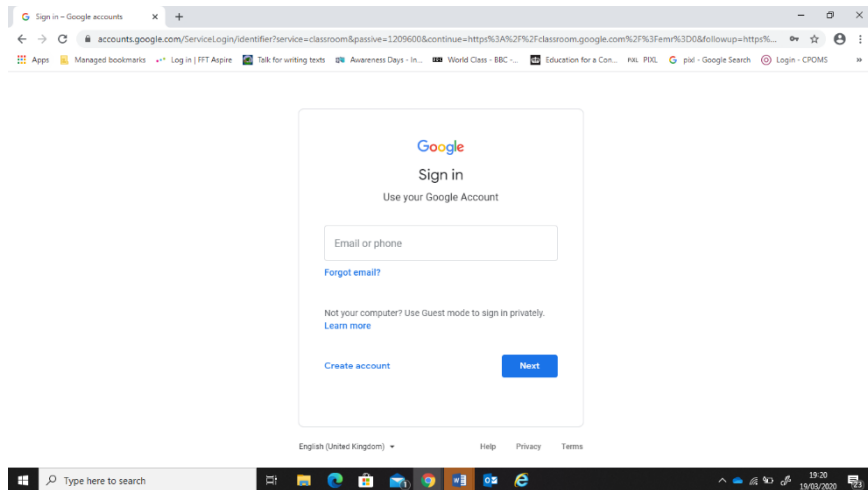 Sign in – Google accounts
accounts.google.com/ServiceLogin/identifier?service=classroom&passive=1209600&continue=https%3A%2F%2Fclassroom.google.com%2F%3Femr%3D0&followup=https%...
Apps Managed bookmarks Log in | FFT Aspire Talk for writing texts Awareness Days - In... World Class - BBC -... Education for a Con... PIXL PIXL G pixl - Google Search Login - CPOMS »
Google
Sign in
Use your Google Account
Email or phone
Forgot email?
Not your computer? Use Guest mode to sign in privately.
Learn more
Create account Next
English (United Kingdom) Help Privacy Terms
Type here to search
19:20
19/03/2020
23